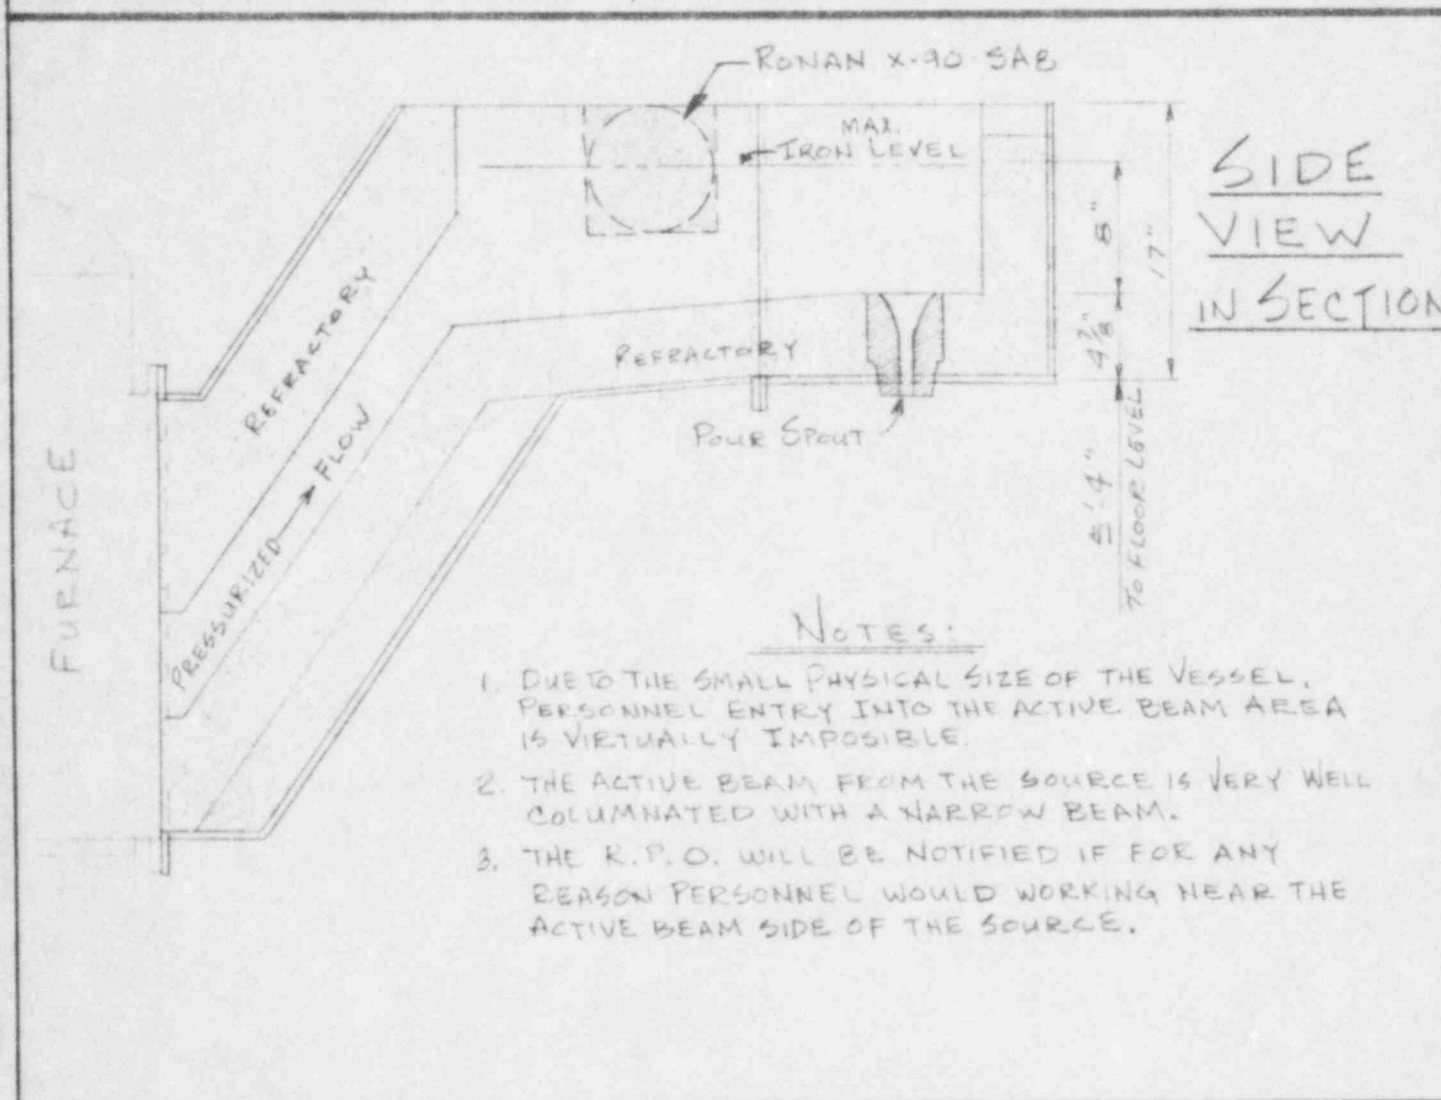 RONAN X-90 SAB
MAX.
IRON LEVEL
SIDE
VIEW
IN SECTION
8"
17"
REFRACTORY
REFRACTORY
POUR SPOUT
FLOW
PRESSURIZED
FURNACE
4'
TO FLOOR LEVEL
NOTES:
1. DUE TO THE SMALL PHYSICAL SIZE OF THE VESSEL,
PERSONNEL ENTRY INTO THE ACTIVE BEAM AREA
IS VIRTUALLY IMPOSIBLE.
2. THE ACTIVE BEAM FROM THE SOURCE IS VERY WELL
COLUMNATED WITH A NARROW BEAM.
3. THE R.P.O. WILL BE NOTIFIED IF FOR ANY
REASON PERSONNEL WOULD WORKING NEAR THE
ACTIVE BEAM SIDE OF THE SOURCE.